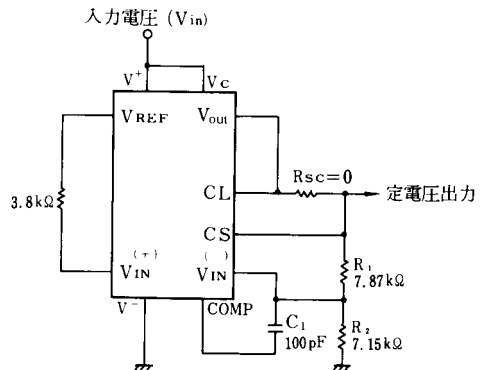 入力電圧 (Vin)
V+ Vc
VREF Vout
Rsc=0
CL 定電圧出力
3.8kΩ
CS
(+) (−)
VIN VIN
R1
7.87kΩ
V− COMP
C1
100pF
R2
7.15kΩ